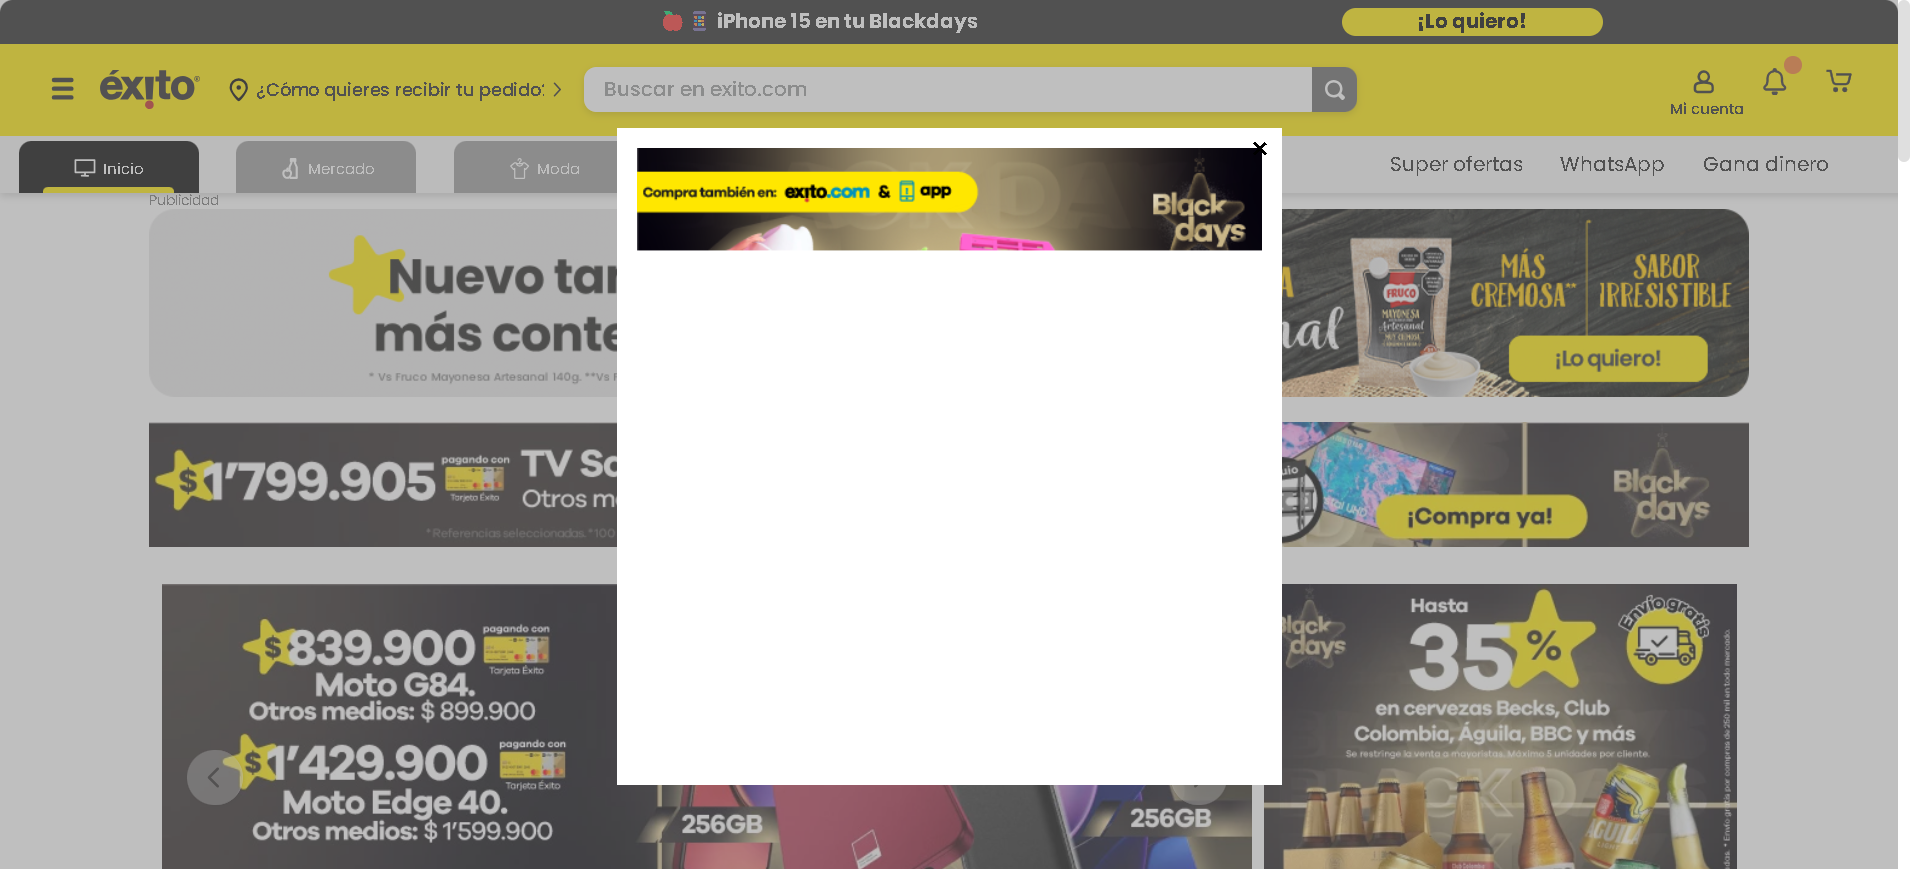 iPhone 15 en tu Blackdays
¡Lo quiero!
éxito
¿Cómo quieres recibir tu pedido?
Buscar en exito.com
Mi cuenta
Inicio
Mercado
Moda
Super ofertas
WhatsApp
Gana dinero
Publicidad
×
Compra también en: exito.com & app
Black
days
Nuevo
más
* Vs Fruco Mayonesa Artesanal 140g.
FRUCO
MAYONESA
Artesanal
MÁS
CREMOSA**
SABOR
IRRESISTIBLE
¡Lo quiero!
$1'799.905
pagando con
Tarjeta Éxito
TV
Otros
*Referencias seleccionadas. *100
¡Compra ya!
Black
days
$839.900
pagando con
Tarjeta Éxito
Moto G84.
Otros medios: $ 899.900
$1'429.900
pagando con
Tarjeta Éxito
Moto Edge 40.
Otros medios: $ 1'599.900
256GB
256GB
days
Hasta
35%
Envío gratis
en cervezas Becks, Club
Colombia, Águila, BBC y más
Se restringe la venta a mayoristas. Máximo 5 unidades por cliente.